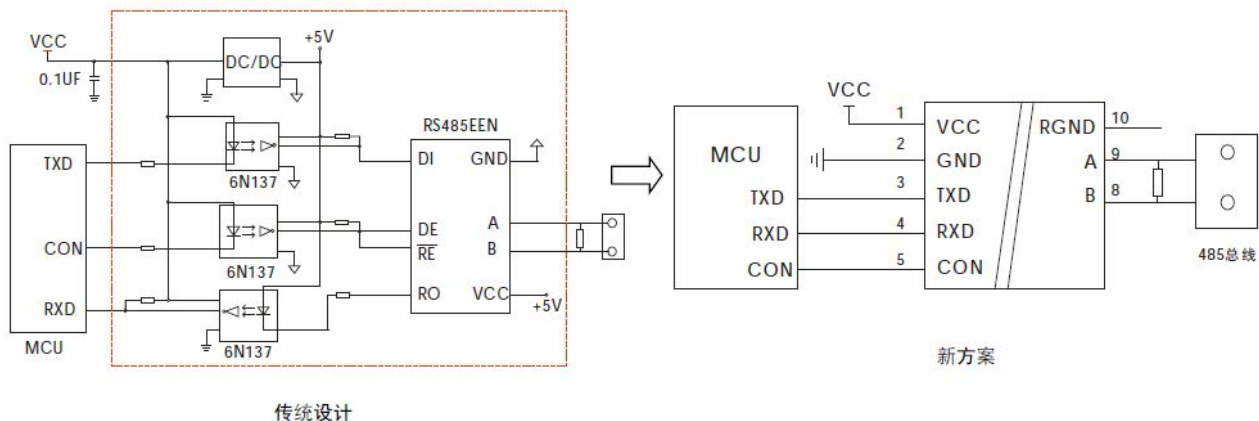 VCC
0.1UF
DC/DC
+5V
RS485EEN
TXD
6N137
DI
GND
CON
6N137
DE
RE
A
B
RXD
6N137
RO
VCC
+5V
MCU
传统设计
MCU
TXD
RXD
CON
VCC
1
2
3
4
5
VCC
GND
TXD
RXD
CON
RGND
A
B
10
9
8
485总线
新方案